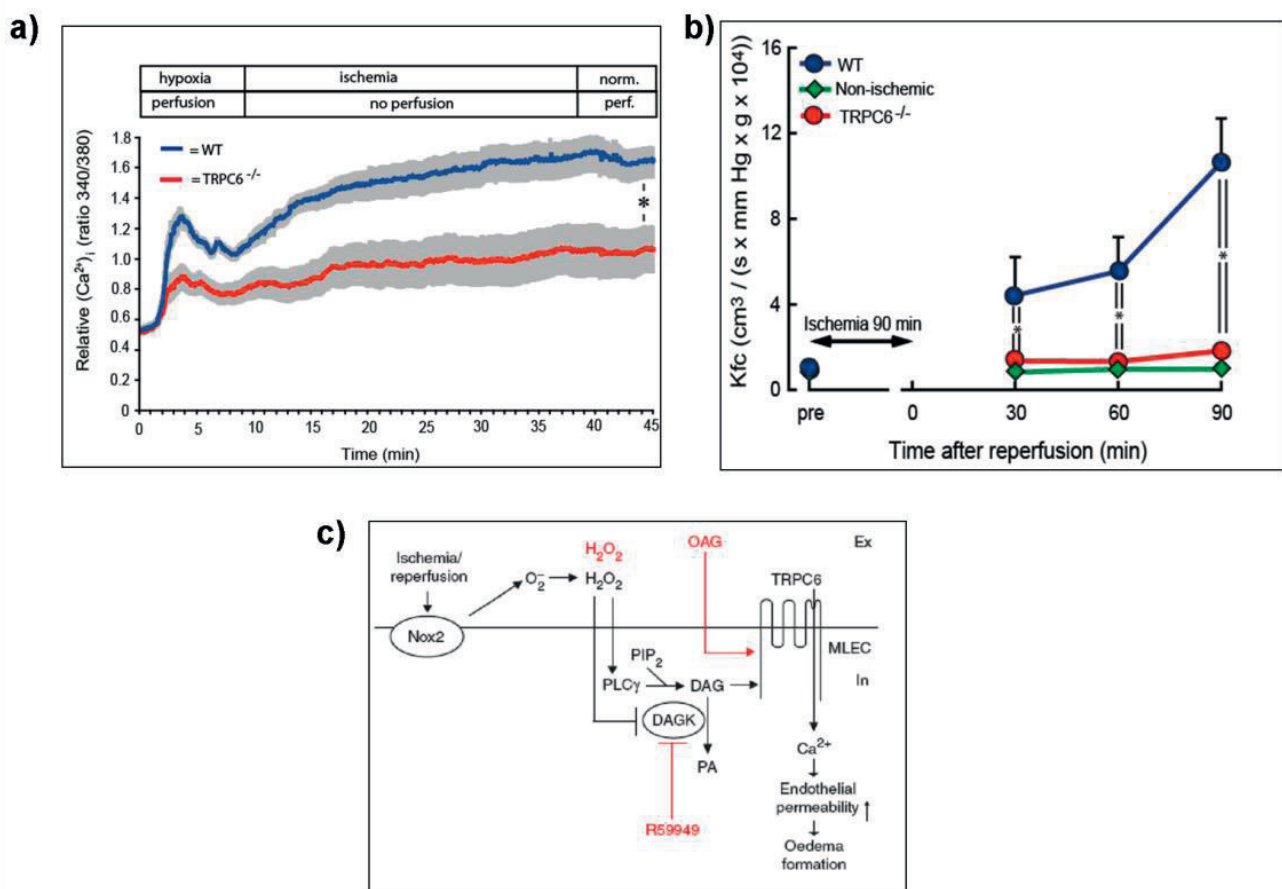 a)
hypoxia ischemia norm.
perfusion no perfusion perf.
Relative (Ca²⁺)ᵢ (ratio 340/380)
1.8
1.6
1.4
1.2
1.0
0.8
0.6
0.4
0.2
0
= WT
= TRPC6 -/-
*
0 5 10 15 20 25 30 35 40 45
Time (min)
b)
Kfc (cm³ / (s x mm Hg x g x 10⁴))
16
12
8
4
0
WT
Non-ischemic
TRPC6 -/-
Ischemia 90 min
* * *
pre 0 30 60 90
Time after reperfusion (min)
c)
Ischemia/
reperfusion
Nox2
O₂⁻
H₂O₂
H₂O₂
OAG
Ex
TRPC6
MLEC
In
PIP₂
PLCγ
DAG
DAGK
PA
R59949
Ca²⁺
Endothelial
permeability
Oedema
formation